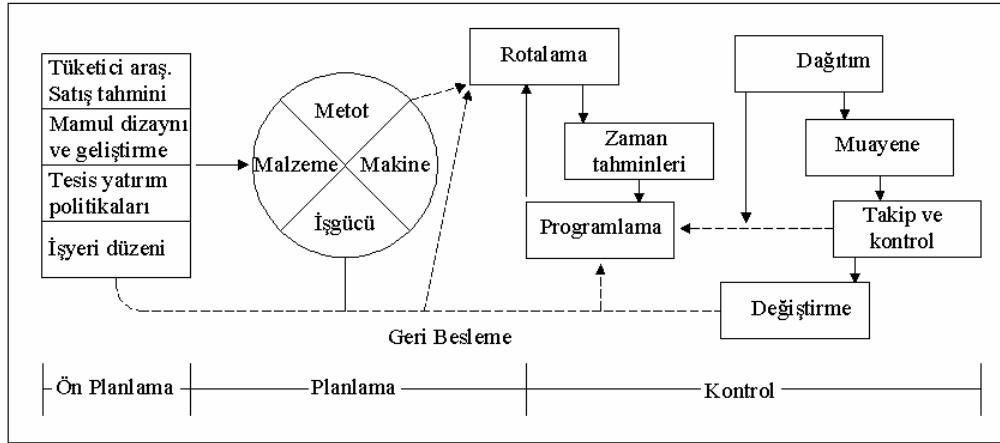 Tüketici araş.
Satış tahmini
Mamul dizaynı
ve geliştirme
Tesis yatırım
politikaları
İşyeri düzeni
Metot
Malzeme
Makine
İşgücü
Rotalama
Zaman
tahminleri
Programlama
Dağıtım
Muayene
Takip ve
kontrol
Değiştirme
Geri Besleme
Ön Planlama
Planlama
Kontrol